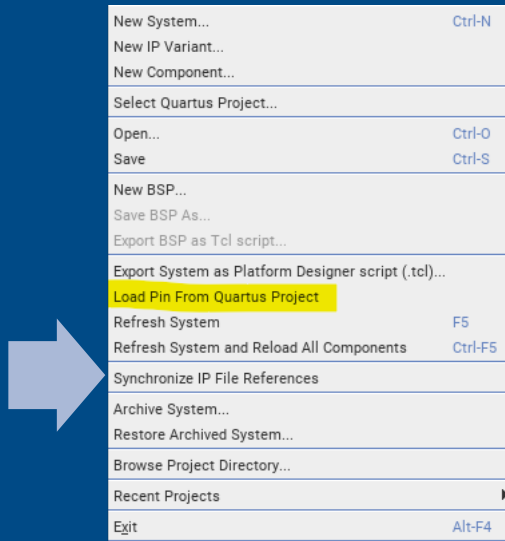 New System... Ctrl-N
New IP Variant...
New Component...
Select Quartus Project...
Open... Ctrl-O
Save Ctrl-S
New BSP...
Save BSP As...
Export BSP as Tcl script...
Export System as Platform Designer script (.tcl)...
Load Pin From Quartus Project
Refresh System F5
Refresh System and Reload All Components Ctrl-F5
Synchronize IP File References
Archive System...
Restore Archived System...
Browse Project Directory...
Recent Projects
Exit Alt-F4